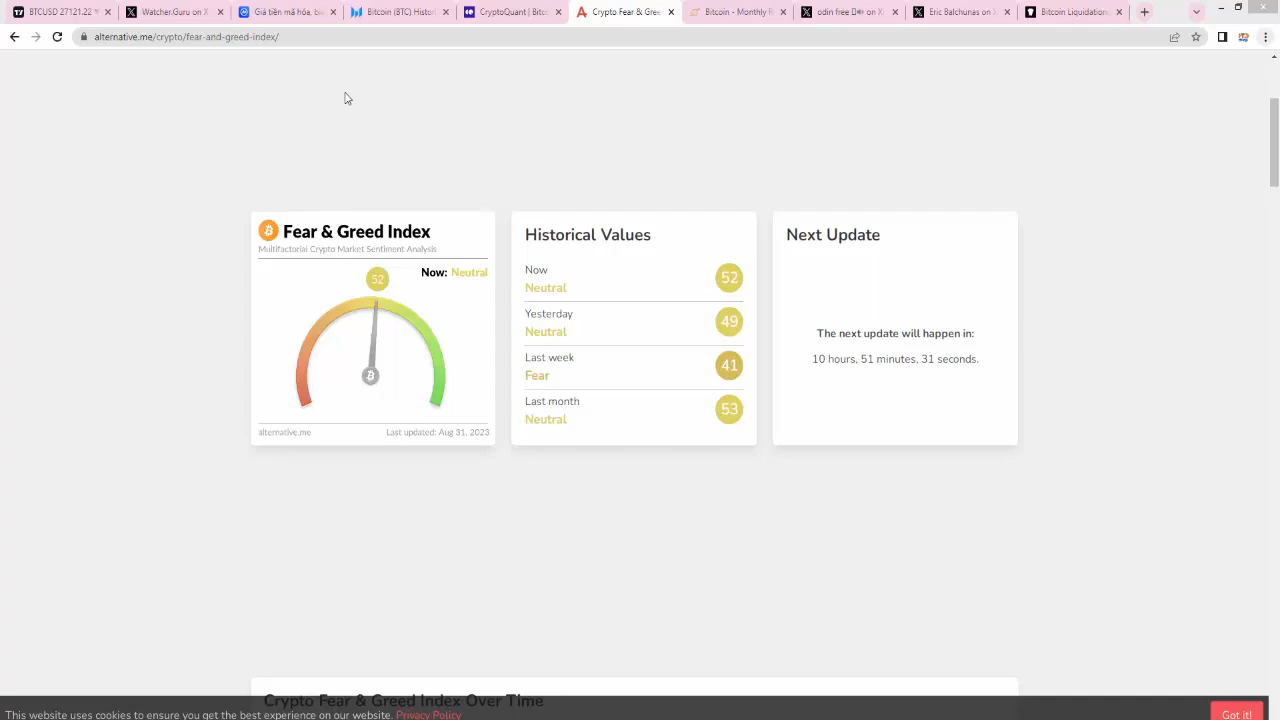 BTCUSD 27121.22
Watcher.Guru on X
Giá tiền mã hóa, biể
Bitcoin (BTC) Histor
CryptoQuant | Bitc
Crypto Fear & Gree
Bitcoin - Monthly R
odin free
on X
Eric Balchunas on X
Bitcoin Liquidation
alternative.me/crypto/fear-and-greed-index/
Fear & Greed Index
Multifactorial Crypto Market Sentiment Analysis
Now: Neutral
52
alternative.me
Last updated: Aug 31, 2023
Historical Values
Now
Neutral
52
Yesterday
Neutral
49
Last week
Fear
41
Last month
Neutral
53
Next Update
The next update will happen in:
10 hours, 51 minutes, 31 seconds.
Crypto Fear & Greed Index Over Time
This website uses cookies to ensure you get the best experience on our website. Privacy Policy
Got it!